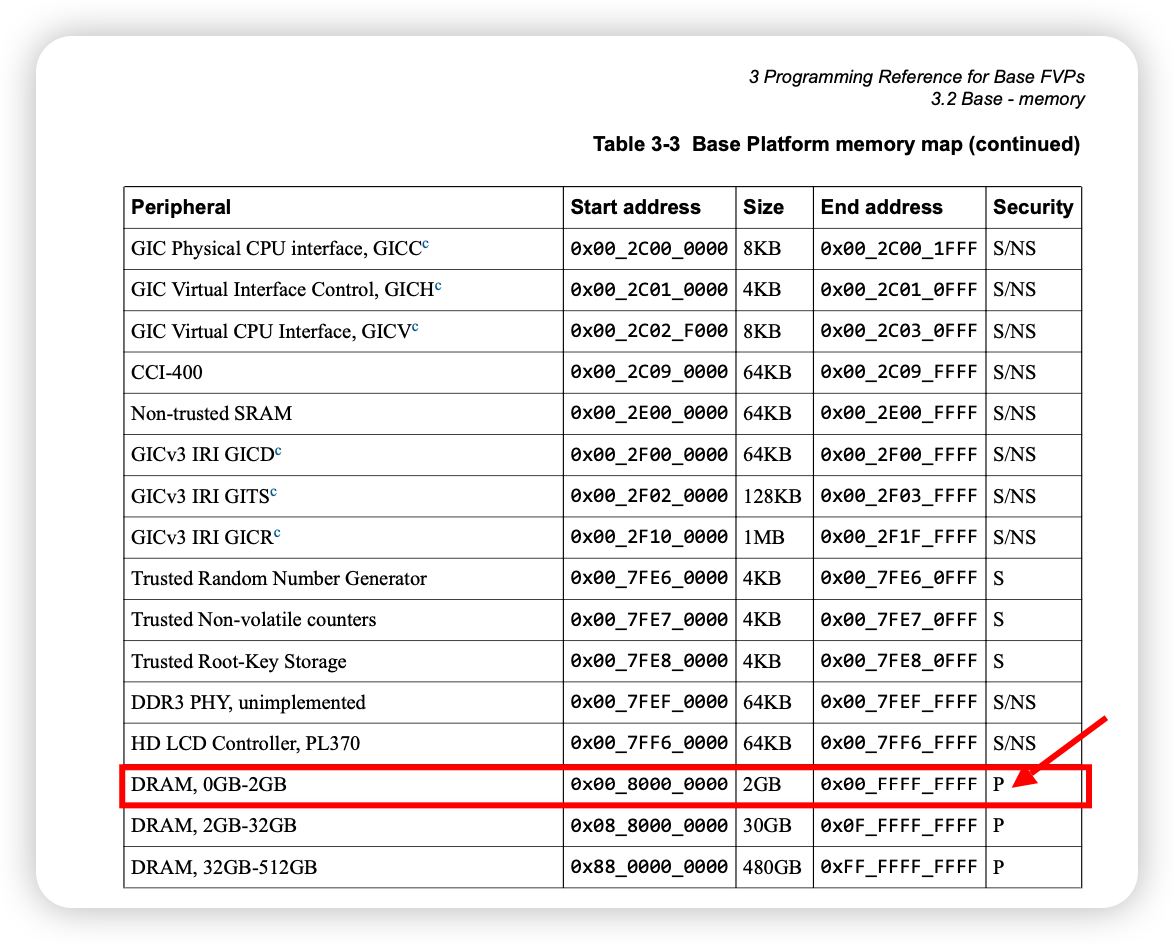 3 Programming Reference for Base FVPs
3.2 Base - memory
Table 3-3 Base Platform memory map (continued)
Peripheral Start address Size End address Security
GIC Physical CPU interface, GICCc 0x00_2C00_0000 8KB 0x00_2C00_1FFF S/NS
GIC Virtual Interface Control, GICHc 0x00_2C01_0000 4KB 0x00_2C01_0FFF S/NS
GIC Virtual CPU Interface, GICVc 0x00_2C02_F000 8KB 0x00_2C03_0FFF S/NS
CCI-400 0x00_2C09_0000 64KB 0x00_2C09_FFFF S/NS
Non-trusted SRAM 0x00_2E00_0000 64KB 0x00_2E00_FFFF S/NS
GICv3 IRI GICDc 0x00_2F00_0000 64KB 0x00_2F00_FFFF S/NS
GICv3 IRI GITSc 0x00_2F02_0000 128KB 0x00_2F03_FFFF S/NS
GICv3 IRI GICRc 0x00_2F10_0000 1MB 0x00_2F1F_FFFF S/NS
Trusted Random Number Generator 0x00_7FE6_0000 4KB 0x00_7FE6_0FFF S
Trusted Non-volatile counters 0x00_7FE7_0000 4KB 0x00_7FE7_0FFF S
Trusted Root-Key Storage 0x00_7FE8_0000 4KB 0x00_7FE8_0FFF S
DDR3 PHY, unimplemented 0x00_7FEF_0000 64KB 0x00_7FEF_FFFF S/NS
HD LCD Controller, PL370 0x00_7FF6_0000 64KB 0x00_7FF6_FFFF S/NS
DRAM, 0GB-2GB 0x00_8000_0000 2GB 0x00_FFFF_FFFF P
DRAM, 2GB-32GB 0x08_8000_0000 30GB 0x0F_FFFF_FFFF P
DRAM, 32GB-512GB 0x88_0000_0000 480GB 0xFF_FFFF_FFFF P